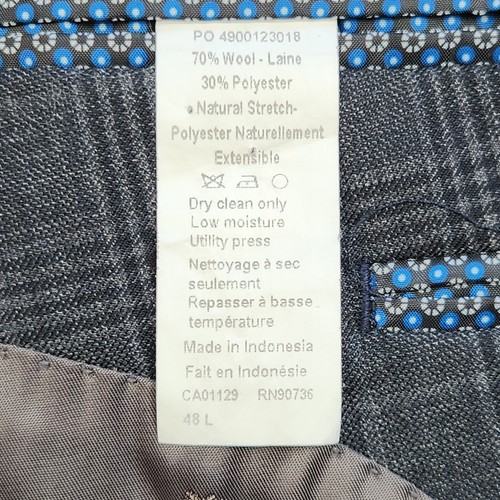 PO 4900123018
70% Wool - Laine
30% Polyester
Natural Stretch-
Polyester Naturellement
Extensible
Dry clean only
Low moisture
Utility press
Nettoyage à sec
seulement
Repasser à basse
température
Made in Indonesia
Fait en Indonésie
CA01129 RN90736
48 L